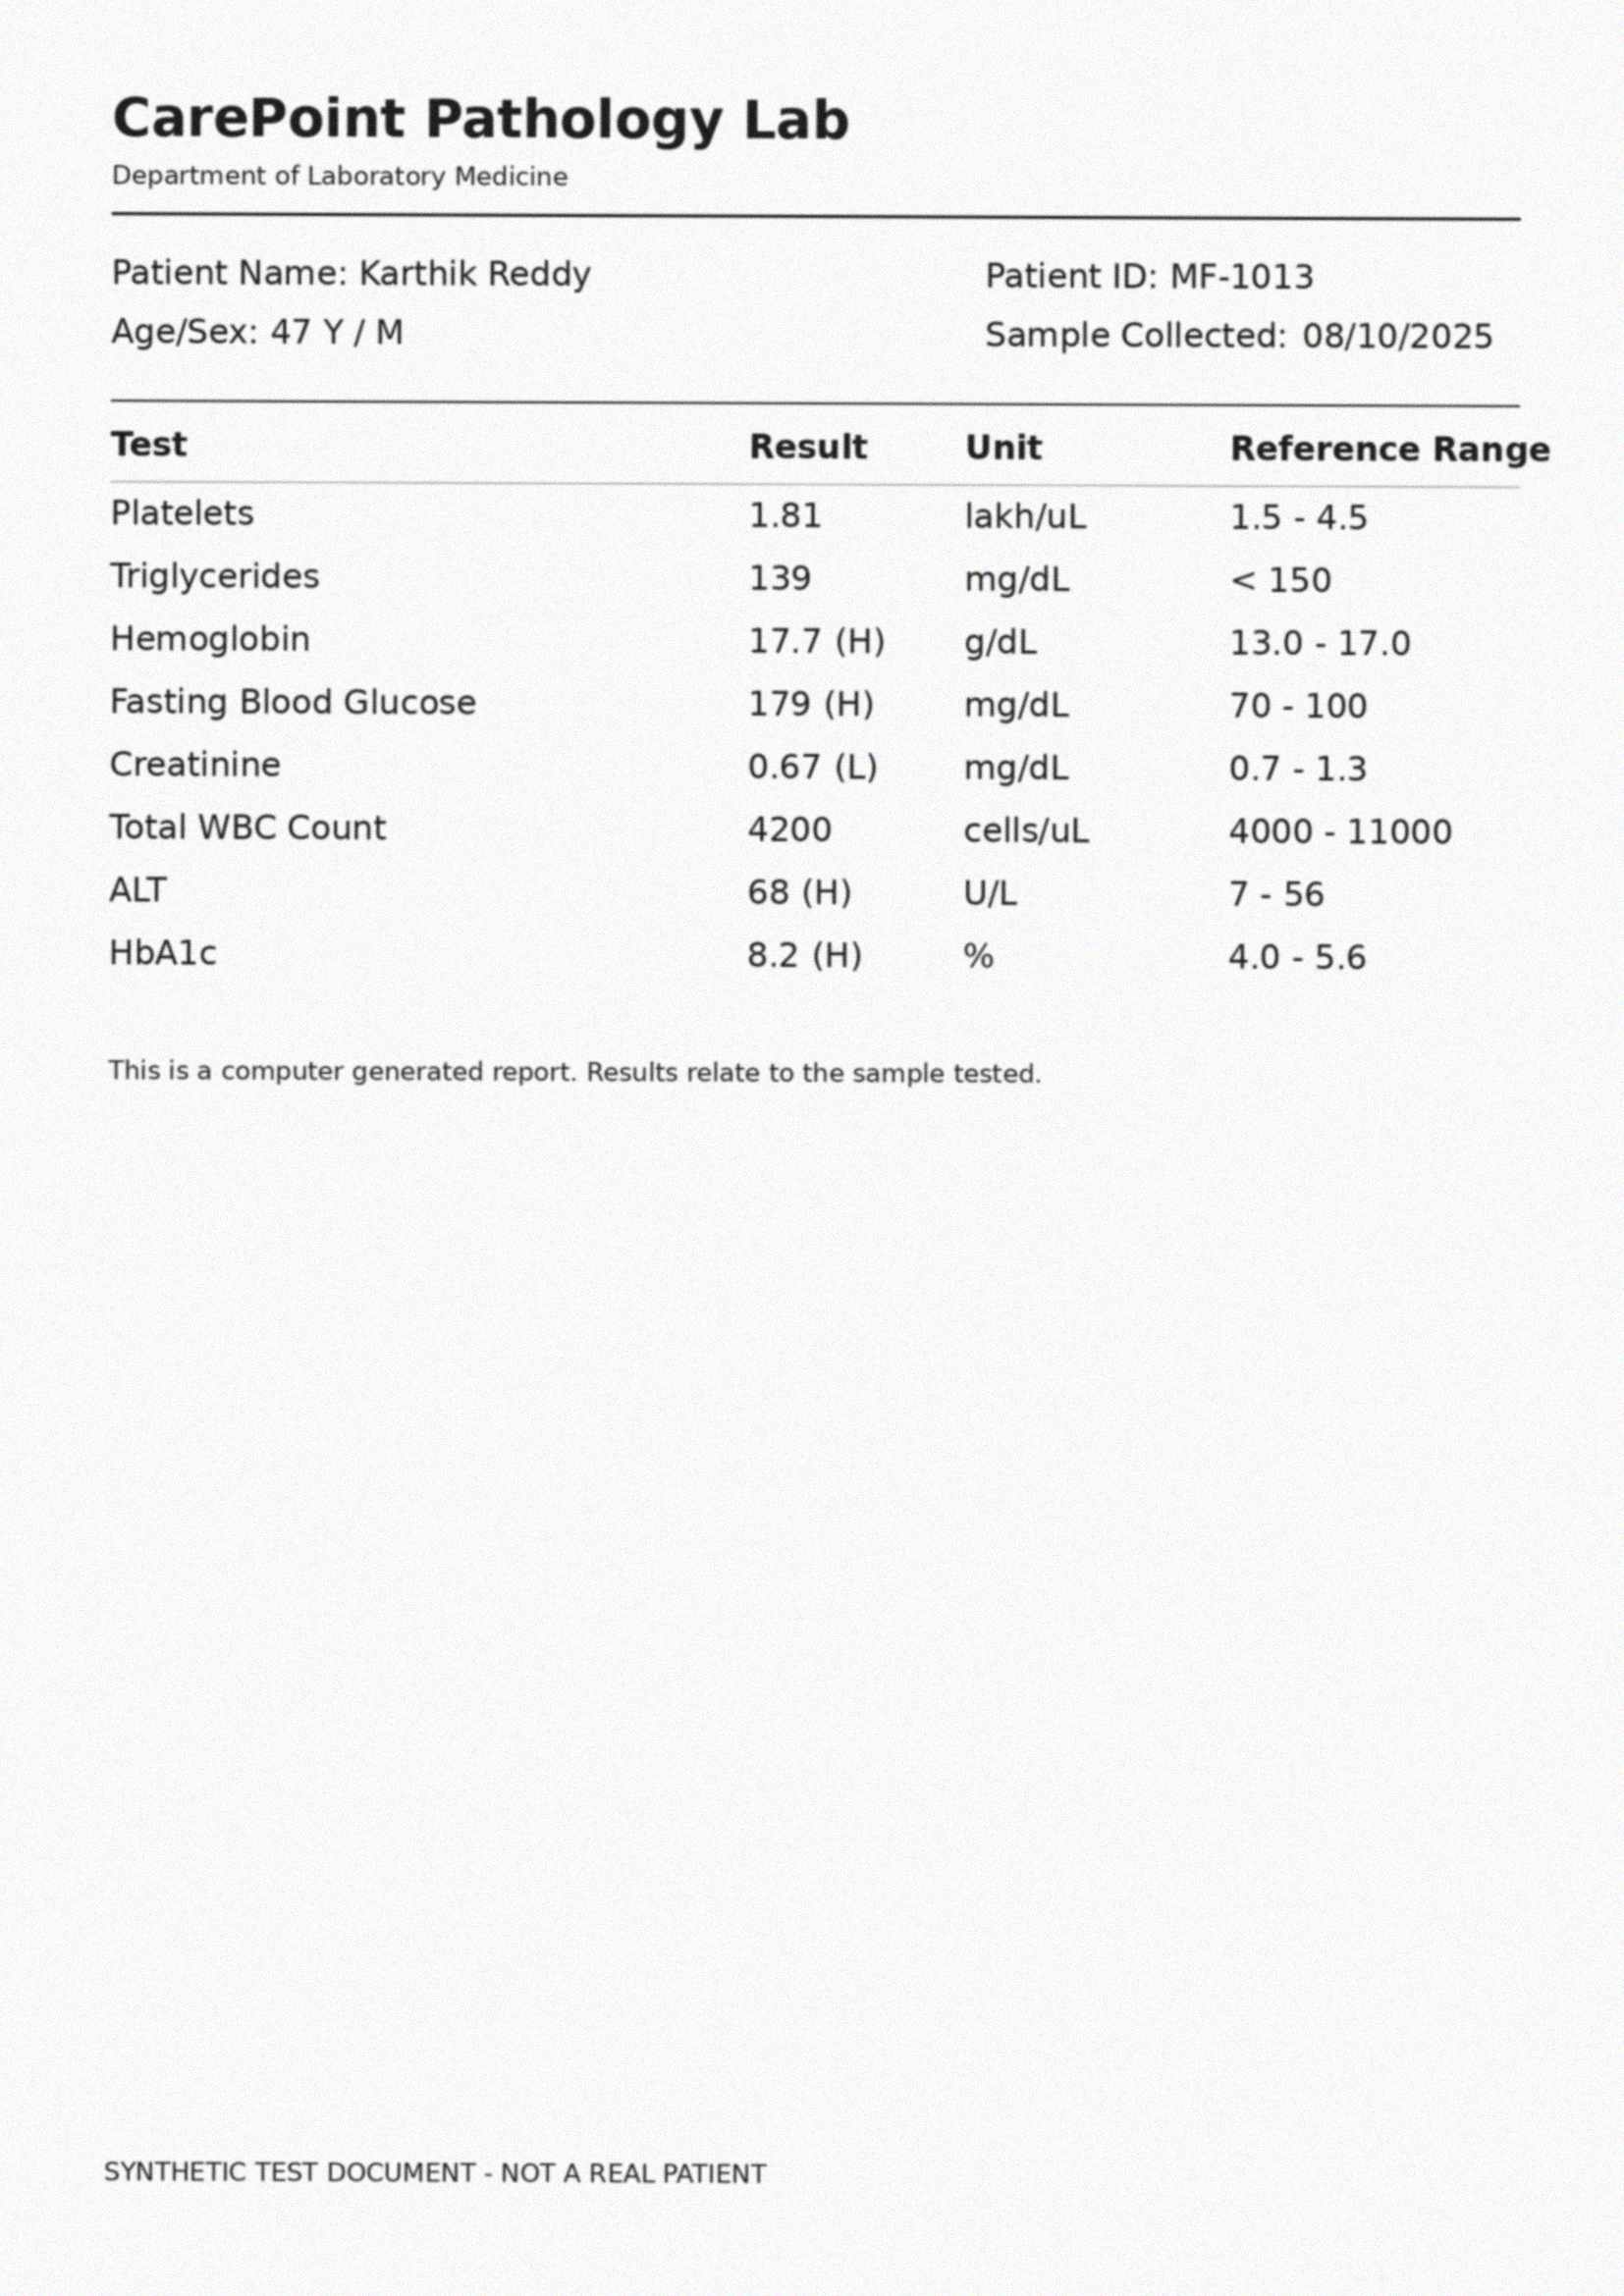 CarePoint Pathology Lab
Department of Laboratory Medicine
Patient Name: Karthik Reddy Patient ID: MF-1013
Age/Sex: 47 Y / M Sample Collected: 08/10/2025
Test Result Unit Reference Range
Platelets 1.81 lakh/uL 1.5 - 4.5
Triglycerides 139 mg/dL < 150
Hemoglobin 17.7 (H) g/dL 13.0 - 17.0
Fasting Blood Glucose 179 (H) mg/dL 70 - 100
Creatinine 0.67 (L) mg/dL 0.7 - 1.3
Total WBC Count 4200 cells/uL 4000 - 11000
ALT 68 (H) U/L 7 - 56
HbA1c 8.2 (H) % 4.0 - 5.6
This is a computer generated report. Results relate to the sample tested.
SYNTHETIC TEST DOCUMENT - NOT A REAL PATIENT